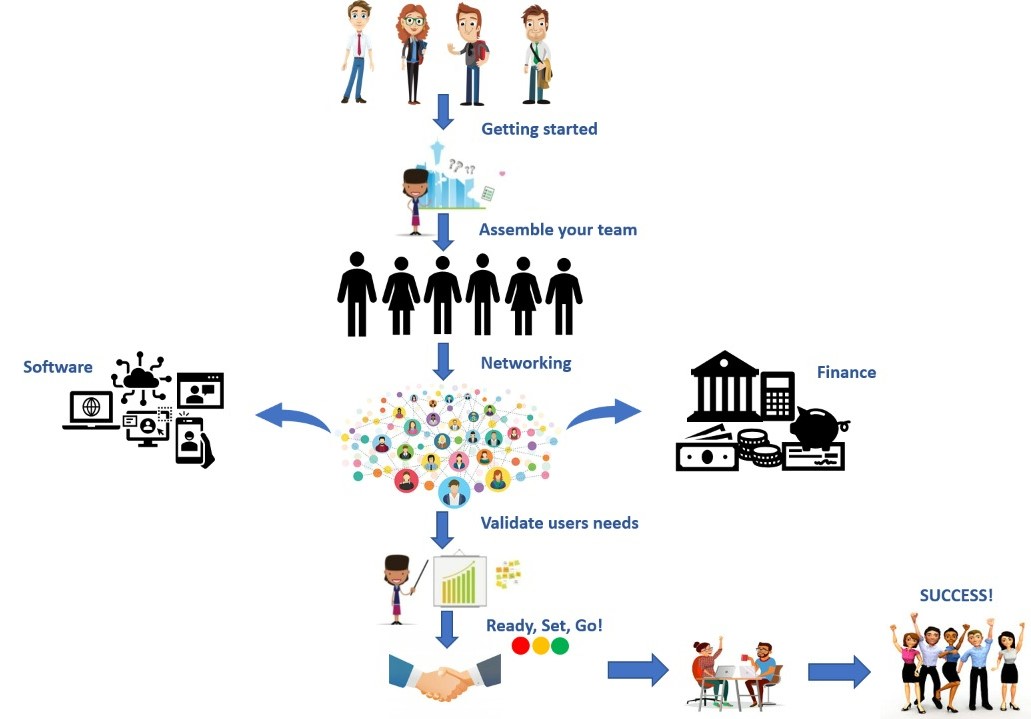 Getting started
Assemble your team
Networking
Software
Finance
Validate users needs
Ready, Set, Go!
SUCCESS!